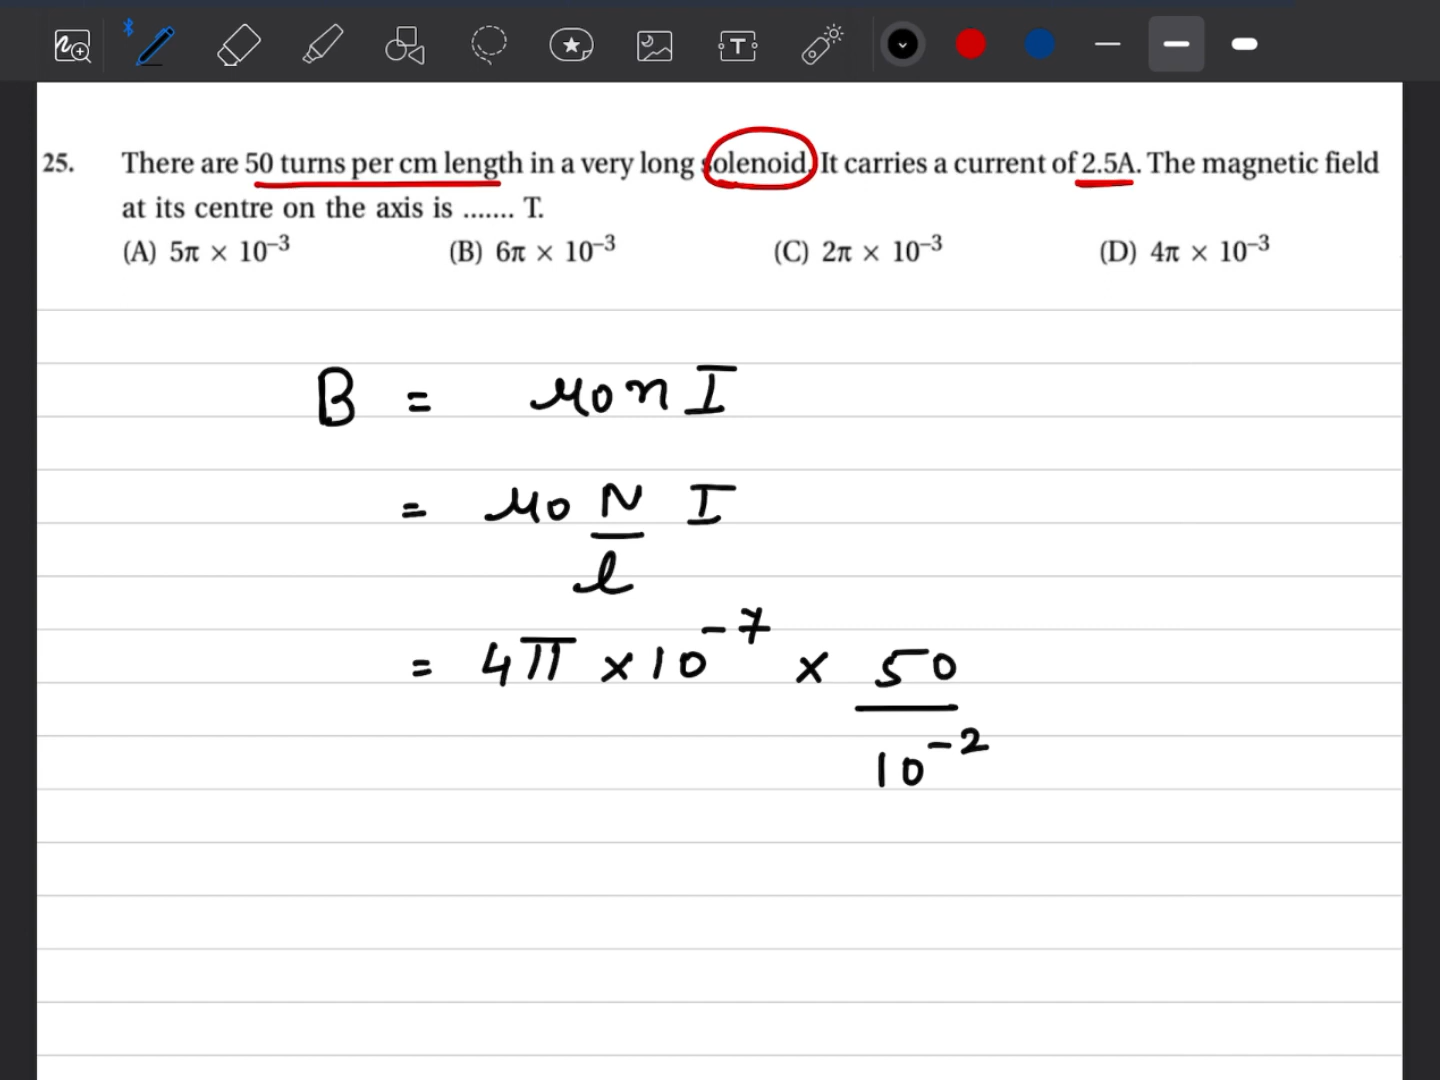 25. There are 50 turns per cm length in a very long solenoid. It carries a current of 2.5A. The magnetic field
at its centre on the axis is ....... T.
(A) 5π × 10⁻³ (B) 6π × 10⁻³ (C) 2π × 10⁻³ (D) 4π × 10⁻³
B = μ₀ n I
= μ₀ N/l I
= 4π × 10⁻⁷ × 50/10⁻²